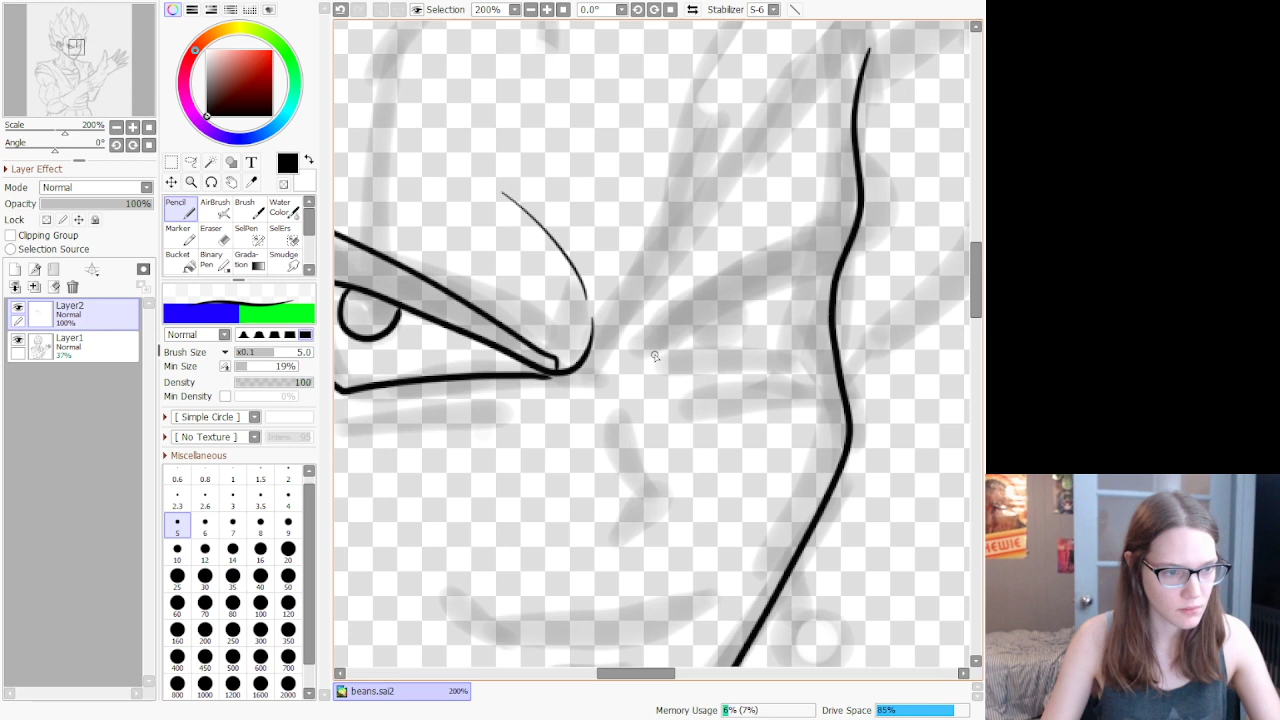 Selection
200%
0.0°
Stabilizer
S-6
Scale
200%
Angle
0°
Layer Effect
Mode
Normal
Opacity
100%
Lock
Clipping Group
Selection Source
Layer2
Normal
100%
Layer1
Normal
37%
T
Pencil
AirBrush
Brush
Water
Color
Marker
Eraser
SelPen
SelErs
Bucket
Binary
Pen
Grada-
tion
Smudge
Normal
Brush Size
x0.1
5.0
Min Size
19%
Density
100
Min Density
0%
[ Simple Circle ]
[ No Texture ]
95
Miscellaneous
0.6 0.8 1 1.5 2
2.3 2.6 3 3.5 4
5 6 7 8 9
10 12 14 16 20
25 30 35 40 50
60 70 80 100 120
160 200 250 300 350
400 450 500 600 700
800 1000 1200 1600 2000
beans.sai2
200%
Memory Usage
6% (7%)
Drive Space
85%
HEWIE